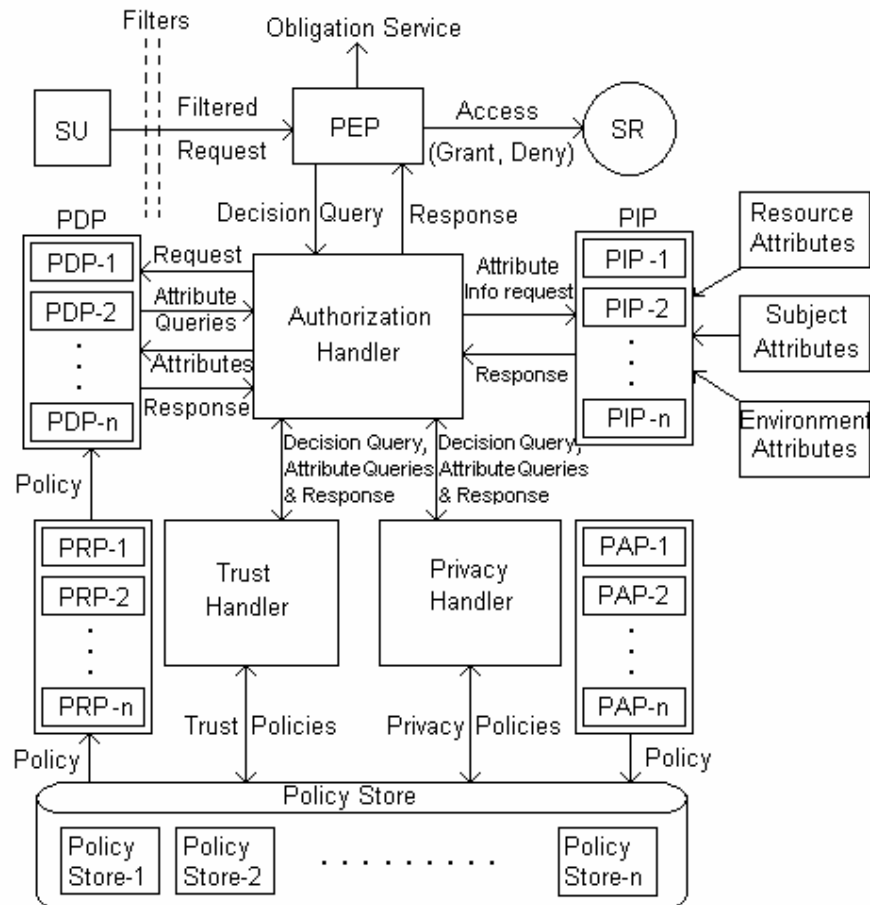 Filters
Obligation Service
SU
Filtered
Request
PEP
Access
(Grant, Deny)
SR
Decision Query
Response
PDP
PDP-1
PDP-2
PDP-n
Request
Attribute
Queries
Attributes
Response
Authorization
Handler
Attribute
Info request
Response
PIP
PIP -1
PIP-2
PIP-n
Resource
Attributes
Subject
Attributes
Environment
Attributes
Policy
Decision Query,
Attribute Queries
& Response
Decision Query,
Attribute Queries
& Response
PRP-1
PRP-2
PRP-n
Trust
Handler
Privacy
Handler
PAP-1
PAP-2
PAP-n
Policy
Trust Policies
Privacy Policies
Policy
Policy Store
Policy
Store-1
Policy
Store-2
. . . . . . . . .
Policy
Store-n